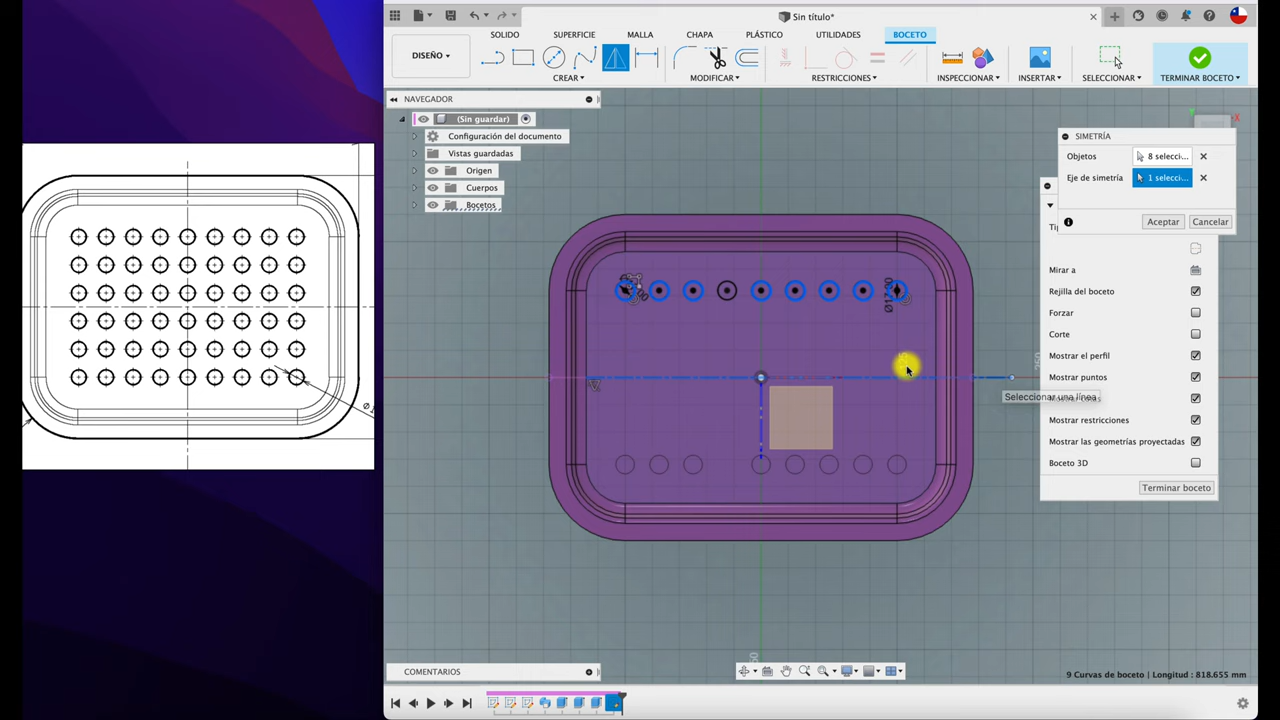 Sin título*
SÓLIDO SUPERFICIE MALLA CHAPA PLÁSTICO UTILIDADES BOCETO
DISEÑO
CREAR MODIFICAR RESTRICCIONES INSPECCIONAR INSERTAR SELECCIONAR TERMINAR BOCETO
NAVEGADOR
(Sin guardar)
Configuración del documento
Vistas guardadas
Origen
Cuerpos
Bocetos
SIMETRÍA
Objetos 8 selecci...
Eje de simetría 1 selecci...
Aceptar Cancelar
Mirar a
Rejilla del boceto
Forzar
Corte
Mostrar el perfil
Mostrar puntos
Seleccionar una línea
Mostrar restricciones
Mostrar las geometrías proyectadas
Boceto 3D
Terminar boceto
COMENTARIOS
9 Curvas de boceto | Longitud : 818.655 mm